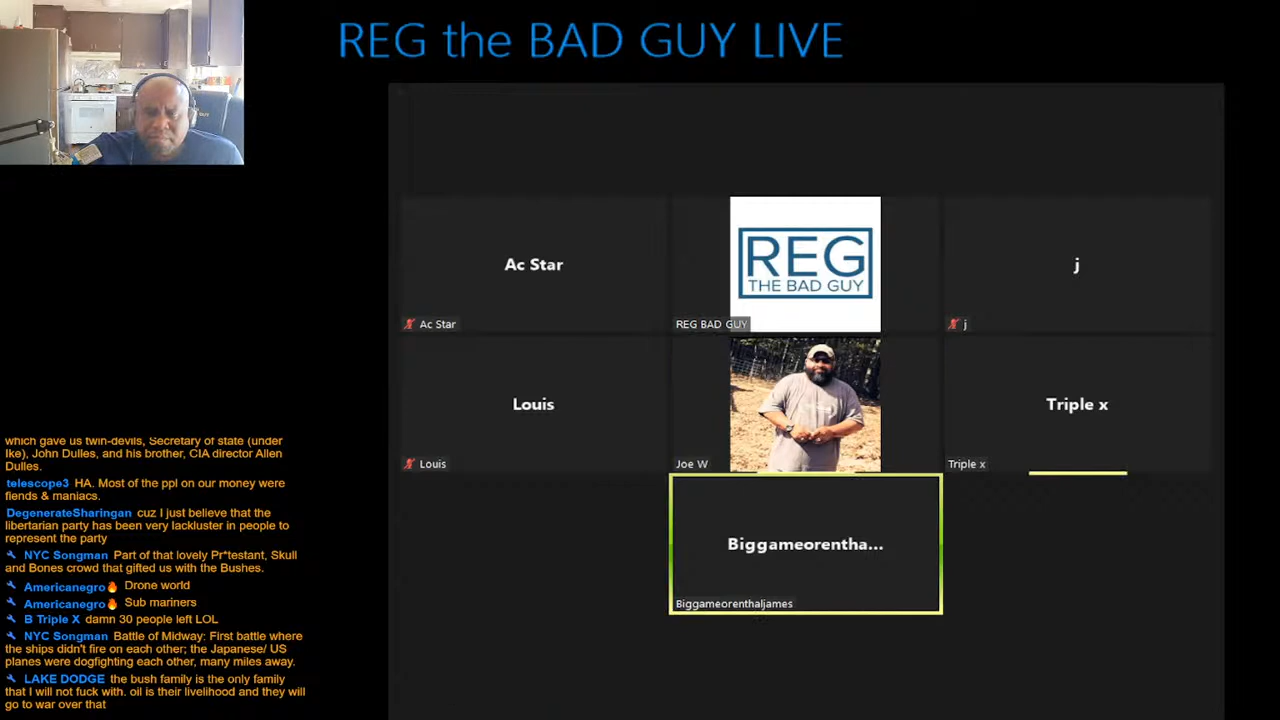 REG the BAD GUY LIVE
Ac Star
REG
THE BAD GUY
j
Ac Star
REG BAD GUY
j
Louis
Triple x
Louis
Joe W
Triple x
Biggameorentha...
Biggameorenthaljames
which gave us twin-devils, Secretary of state (under
Ike), John Dulles, and his brother, CIA director Allen
Dulles.
telescope3 HA. Most of the ppl on our money were
fiends & maniacs.
DegenerateSharingan cuz I just believe that the
libertarian party has been very lackluster in people to
represent the party
NYC Songman Part of that lovely Pr*testant, Skull
and Bones crowd that gifted us with the Bushes.
Americanegro🔥 Drone world
Americanegro🔥 Sub mariners
B Triple X damn 30 people left LOL
NYC Songman Battle of Midway: First battle where
the ships didn't fire on each other; the Japanese/ US
planes were dogfighting each other, many miles away.
LAKE DODGE the bush family is the only family
that I will not fuck with. oil is their livelihood and they will
go to war over that